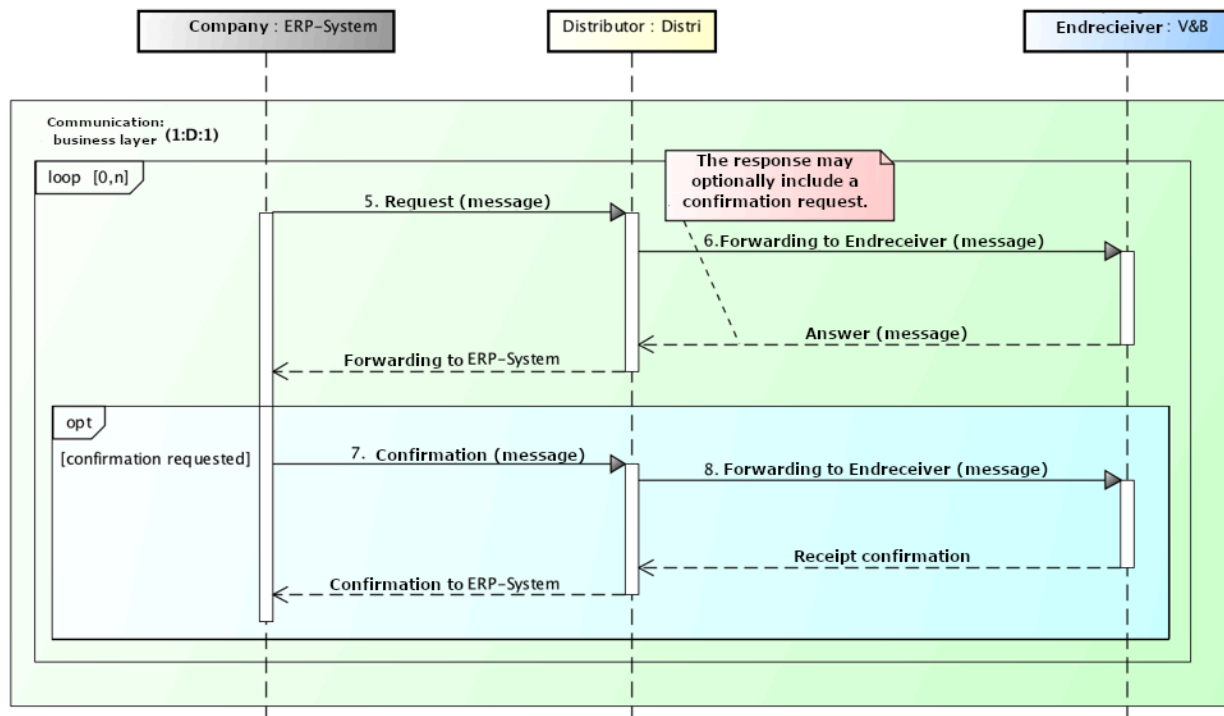 Company : ERP-System
Distributor : Distri
Endrecieiver : V&B
Communication:
business layer (1:D:1)
loop [0,n]
The response may
optionally include a
confirmation request.
5. Request (message)
6.Forwarding to Endreceiver (message)
Answer (message)
Forwarding to ERP-System
opt
[confirmation requested]
7. Confirmation (message)
8. Forwarding to Endreceiver (message)
Receipt confirmation
Confirmation to ERP-System